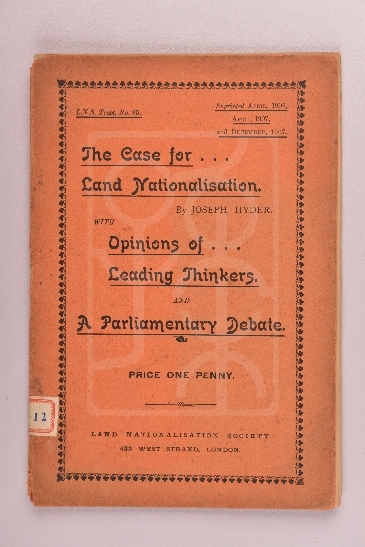 L.N.S. Tract, No. 85.
Reprinted APRIL, 1906,
APRIL, 1907,
and DECEMBER, 1907.
The Case for . . .
Land Nationalisation.
By JOSEPH HYDER.
WITH
Opinions of . . .
Leading Thinkers.
AND
A Parliamentary Debate.
PRICE ONE PENNY.
12
LAND NATIONALISATION SOCIETY
432 WEST STRAND, LONDON.